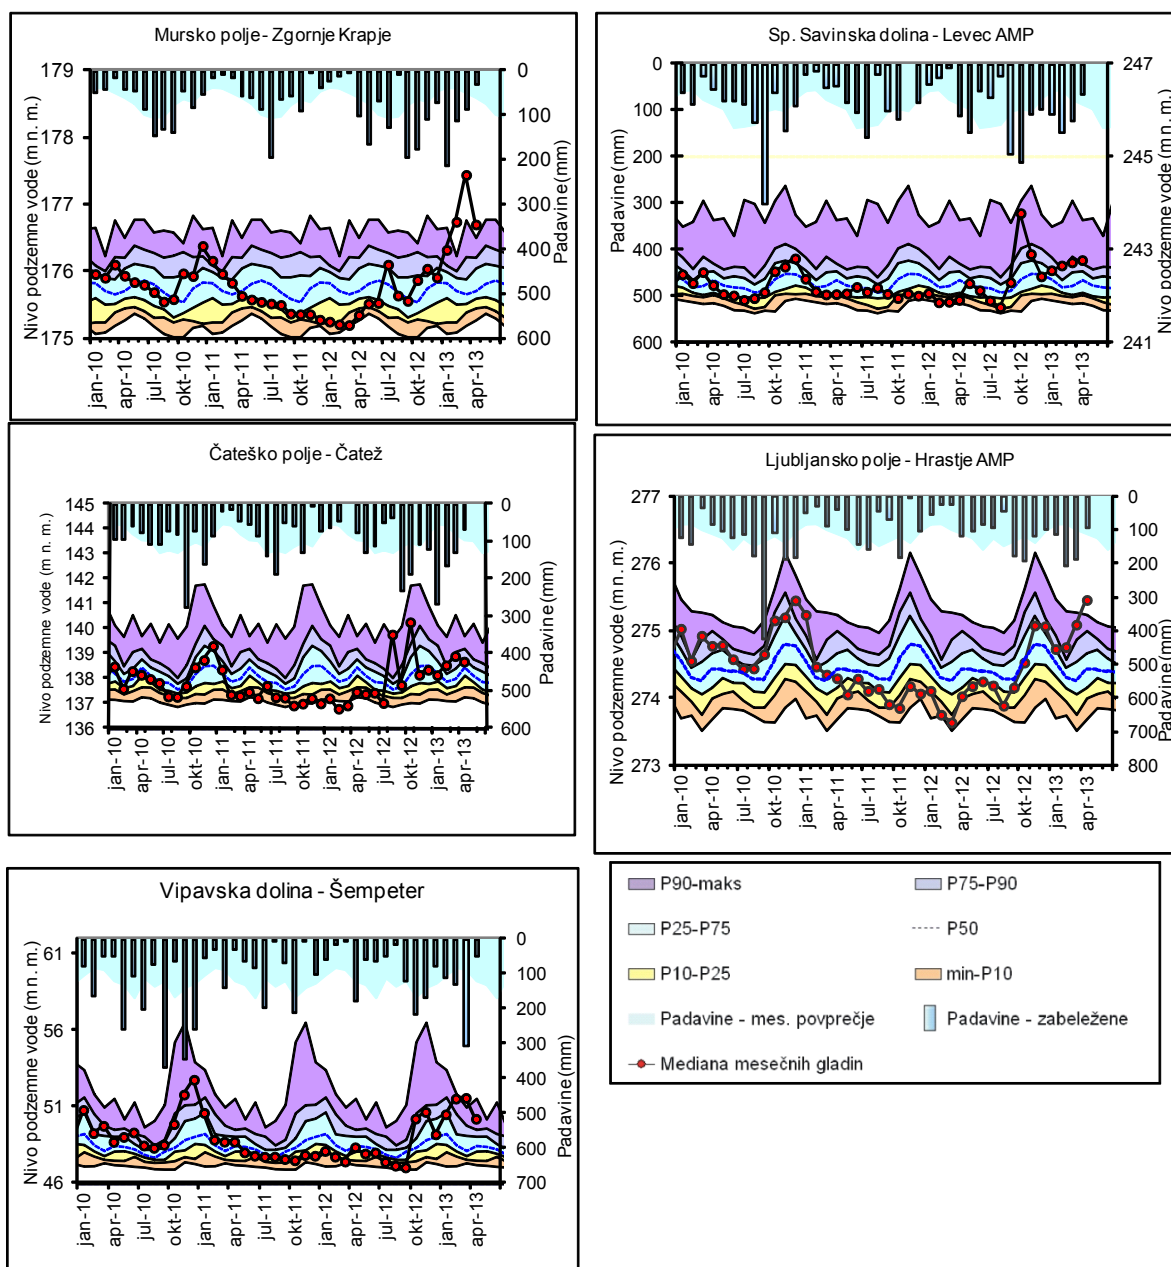 Mursko polje - Zgornje Krapje
Nivo podzemne vode (m n. m.)
179
178
177
176
175
0
100
200
300
400
500
600
Padavine (mm)
jan-10
apr-10
jul-10
okt-10
jan-11
apr-11
jul-11
okt-11
jan-12
apr-12
jul-12
okt-12
jan-13
apr-13
Sp. Savinska dolina - Levec AMP
Padavine (mm)
0
100
200
300
400
500
600
247
245
243
241
Nivo podzemne vode (m n. m.)
jan-10
apr-10
jul-10
okt-10
jan-11
apr-11
jul-11
okt-11
jan-12
apr-12
jul-12
okt-12
jan-13
apr-13
Čateško polje - Čatež
Nivo podzemne vode (m n. m.)
145
144
143
142
141
140
139
138
137
136
0
100
200
300
400
500
600
Padavine (mm)
jan-10
apr-10
jul-10
okt-10
jan-11
apr-11
jul-11
okt-11
jan-12
apr-12
jul-12
okt-12
jan-13
apr-13
Ljubljansko polje - Hrastje AMP
Nivo podzemne vode (m n. m.)
277
276
275
274
273
0
100
200
300
400
500
600
700
800
Padavine (mm)
jan-10
apr-10
jul-10
okt-10
jan-11
apr-11
jul-11
okt-11
jan-12
apr-12
jul-12
okt-12
jan-13
apr-13
Vipavska dolina - Šempeter
Nivo podzemne vode (m n. m.)
61
56
51
46
0
100
200
300
400
500
600
700
Padavine (mm)
jan-10
apr-10
jul-10
okt-10
jan-11
apr-11
jul-11
okt-11
jan-12
apr-12
jul-12
okt-12
jan-13
apr-13
P90-maks
P75-P90
P25-P75
P50
P10-P25
min-P10
Padavine - mes. povprečje
Padavine - zabeležene
Mediana mesečnih gladin